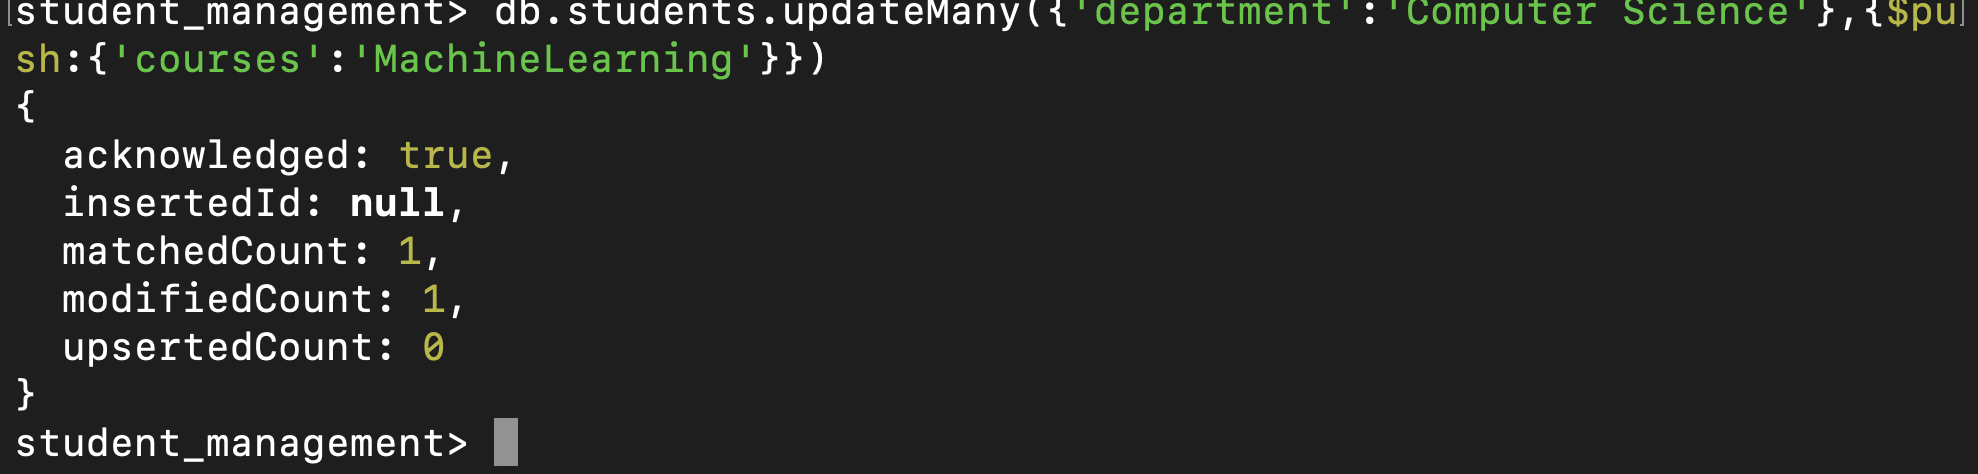 student_management> db.students.updateMany({'department':'Computer Science'},{$pu
sh:{'courses':'MachineLearning'}})
{
  acknowledged: true,
  insertedId: null,
  matchedCount: 1,
  modifiedCount: 1,
  upsertedCount: 0
}
student_management>